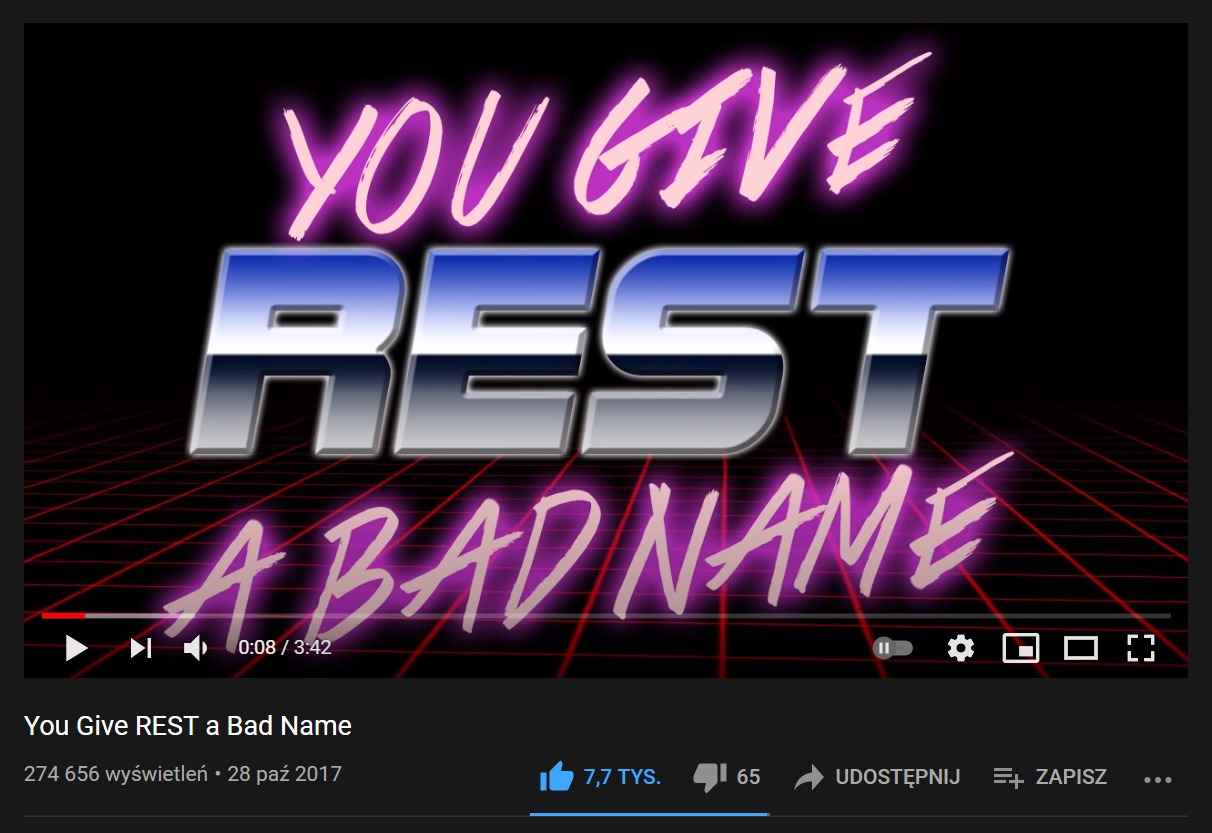 YOU GIVE
REST
A BAD NAME
0:08 / 3:42
You Give REST a Bad Name
274 656 wyświetleń • 28 paź 2017
7,7 TYS. 65 UDOSTĘPNIJ ZAPISZ